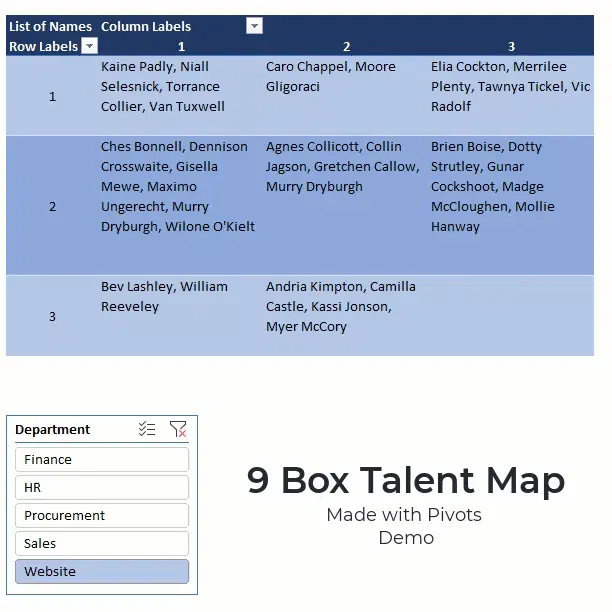 List of Names Column Labels
Row Labels 1 2 3
1
Kaine Padly, Niall
Selesnick, Torrance
Collier, Van Tuxwell
Caro Chappel, Moore
Gligoraci
Elia Cockton, Merrilee
Plenty, Tawnya Tickel, Vic
Radolf
2
Ches Bonnell, Dennison
Crosswaite, Gisella
Mewe, Maximo
Ungerecht, Murry
Dryburgh, Wilone O'Kielt
Agnes Collicott, Collin
Jagson, Gretchen Callow,
Murry Dryburgh
Brien Boise, Dotty
Strutley, Gunar
Cockshoot, Madge
McCloughen, Mollie
Hanway
3
Bev Lashley, William
Reeveley
Andria Kimpton, Camilla
Castle, Kassi Jonson,
Myer McCory
Department
Finance
HR
Procurement
Sales
Website
9 Box Talent Map
Made with Pivots
Demo